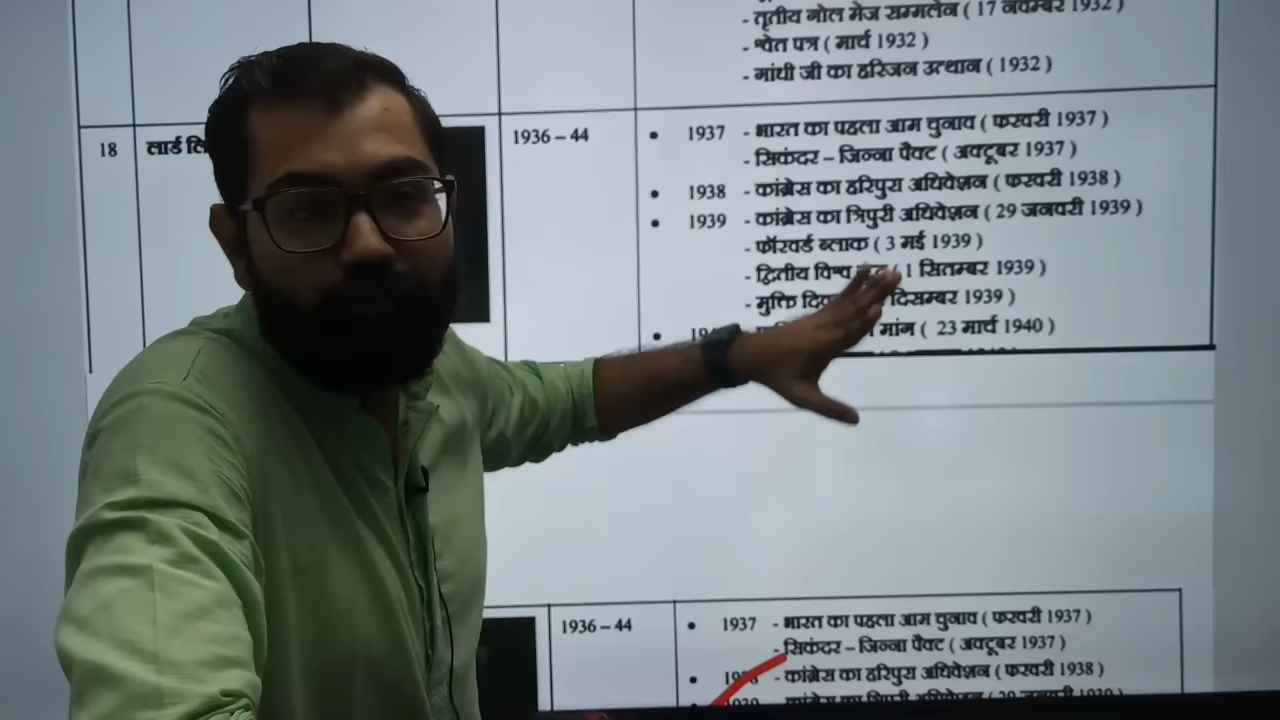 - तृतीय गोल मेज सम्मलेन ( 17 नवम्बर 1932 )
- श्वेत पत्र ( मार्च 1932 )
- गांधी जी का हरिजन उत्थान ( 1932 )
18 लार्ड 1936 – 44 • 1937 - भारत का पहला आम चुनाव ( फरवरी 1937 )
- सिकंदर – जिन्ना पैक्ट ( अक्टूबर 1937 )
• 1938 - कांग्रेस का हरिपुरा अधिवेशन ( फरवरी 1938 )
• 1939 - कांग्रेस का त्रिपुरी अधिवेशन ( 29 जनवरी 1939 )
- फॉरवर्ड ब्लाक ( 3 मई 1939 )
- द्वितीय विश्व ( 1 सितम्बर 1939 )
- मुक्ति दिसम्बर 1939 )
• मांग ( 23 मार्च 1940 )
1936 – 44 • 1937 - भारत का पहला आम चुनाव ( फरवरी 1937 )
- सिकंदर – जिन्ना पैक्ट ( अक्टूबर 1937 )
• - कांग्रेस का हरिपुरा अधिवेशन ( फरवरी 1938 )